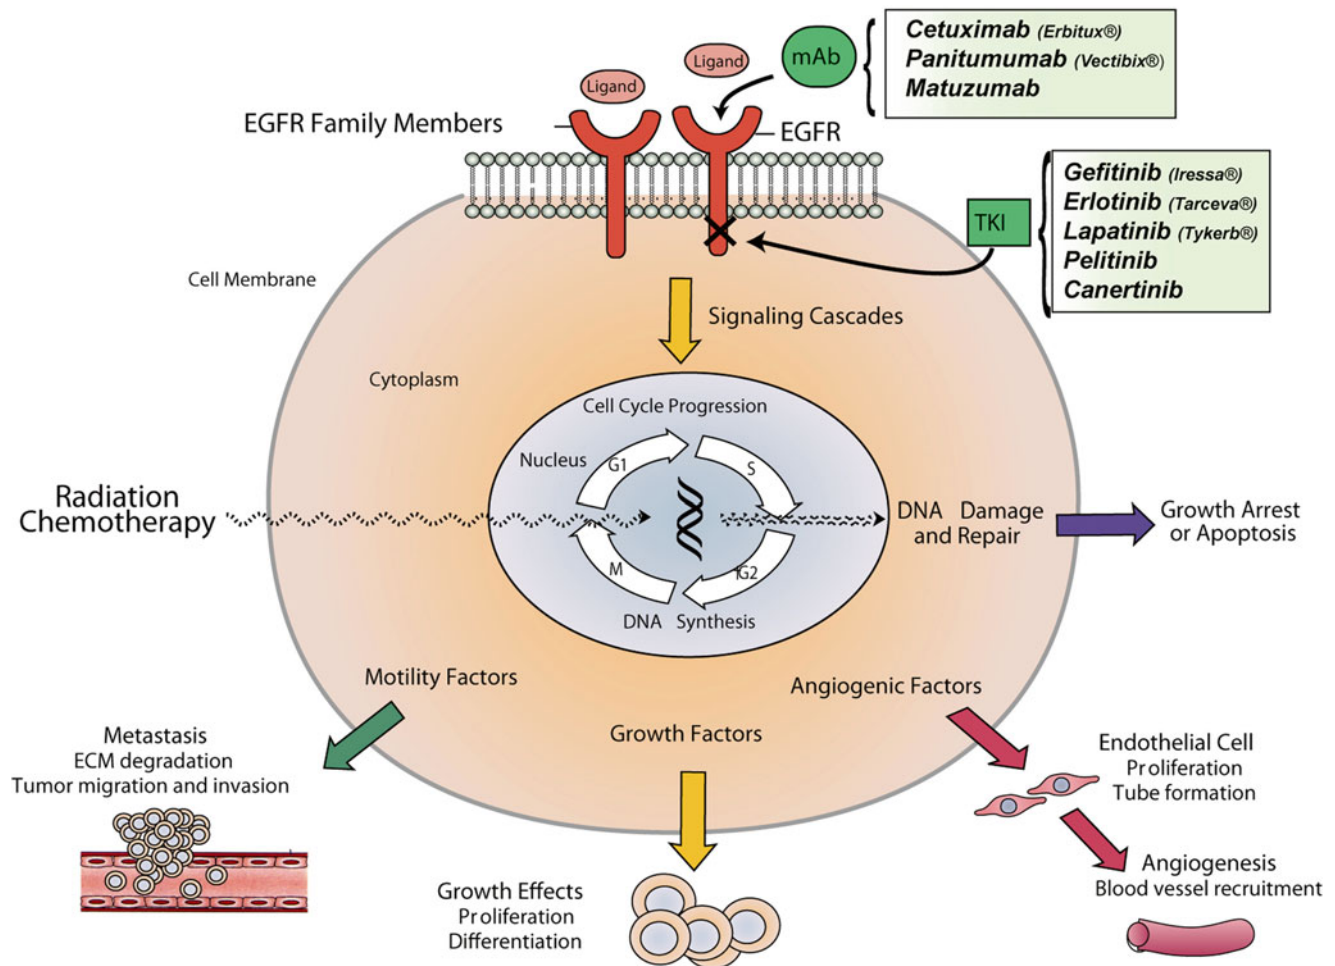 Cetuximab (Erbitux®)
Panitumumab (Vectibix®)
Matuzumab
mAb
Ligand
Ligand
EGFR Family Members
EGFR
Gefitinib (Iressa®)
Erlotinib (Tarceva®)
Lapatinib (Tykerb®)
Pelitinib
Canertinib
TKI
Cell Membrane
Signaling Cascades
Cytoplasm
Cell Cycle Progression
Nucleus
G1
S
Radiation
Chemotherapy
DNA Damage
and Repair
Growth Arrest
or Apoptosis
M
G2
DNA Synthesis
Motility Factors
Angiogenic Factors
Growth Factors
Metastasis
ECM degradation
Tumor migration and invasion
Endothelial Cell
Proliferation
Tube formation
Angiogenesis
Blood vessel recruitment
Growth Effects
Proliferation
Differentiation